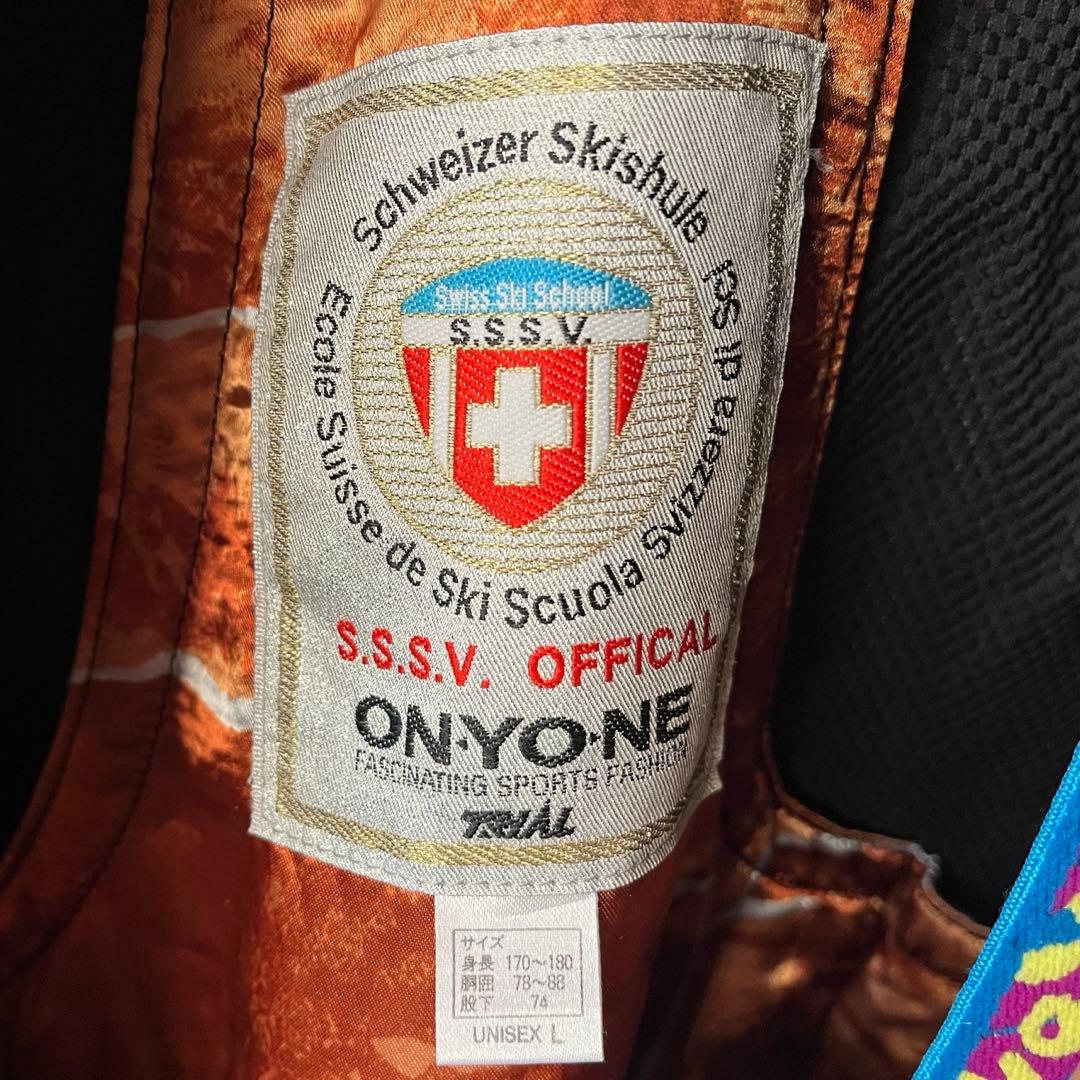 Schweizer Skishule
Ecole Suisse de Ski Scuola Svizzera di Sci
Swiss Ski School
S.S.S.V.
S.S.S.V. OFFICAL
ON·YO·NE
FASCINATING SPORTS FASHION
TRIAL
サイズ
身長 170～180
胴囲 78～88
股下 74
UNISEX L